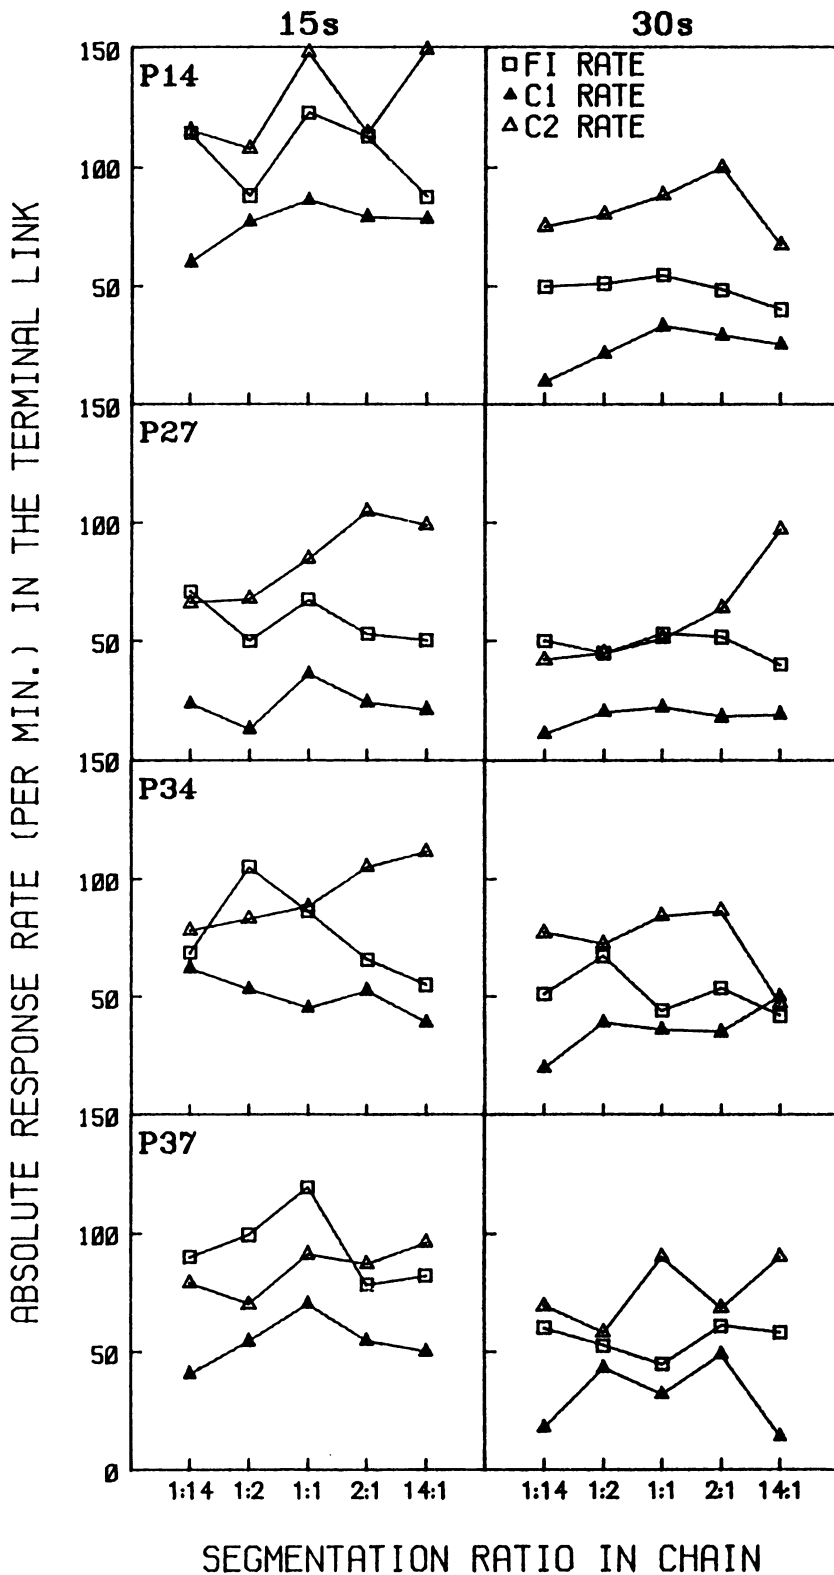 15s
30s
ABSOLUTE RESPONSE RATE (PER MIN.) IN THE TERMINAL LINK
150
P14
FI RATE
C1 RATE
C2 RATE
100
50
150
P27
100
50
150
P34
100
50
150
P37
100
50
0
1:14 1:2 1:1 2:1 14:1
1:14 1:2 1:1 2:1 14:1
SEGMENTATION RATIO IN CHAIN